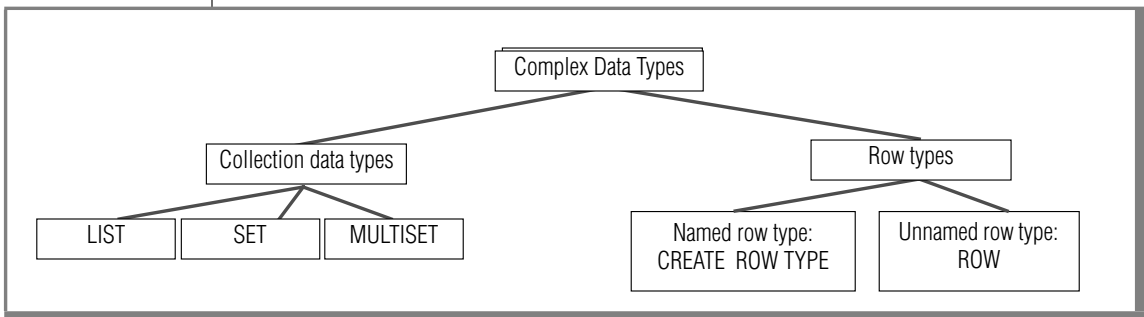 Complex Data Types
Collection data types
Row types
LIST
SET
MULTISET
Named row type:
CREATE ROW TYPE
Unnamed row type:
ROW